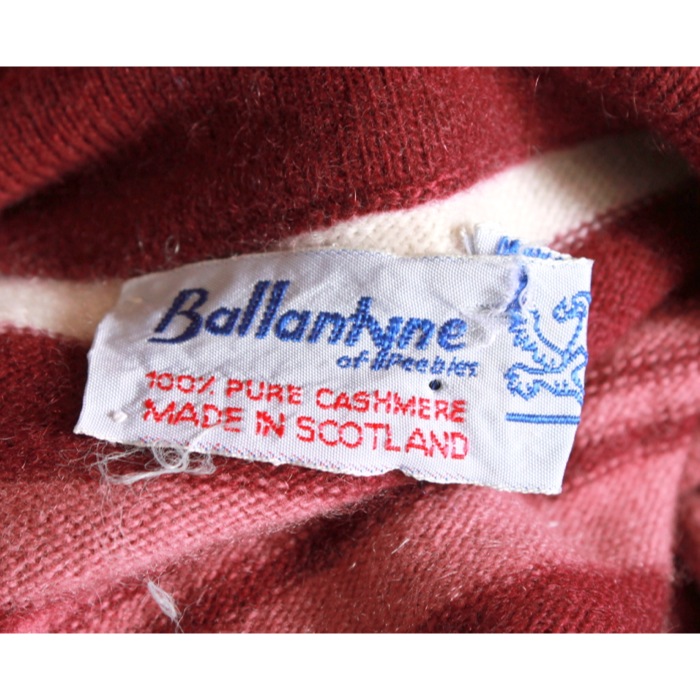 Ballantyne
of Peebles
100% PURE CASHMERE
MADE IN SCOTLAND